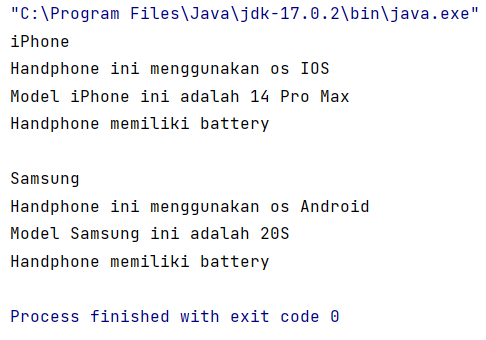 "C:\Program Files\Java\jdk-17.0.2\bin\java.exe"
iPhone
Handphone ini menggunakan os IOS
Model iPhone ini adalah 14 Pro Max
Handphone memiliki battery
Samsung
Handphone ini menggunakan os Android
Model Samsung ini adalah 20S
Handphone memiliki battery
Process finished with exit code 0